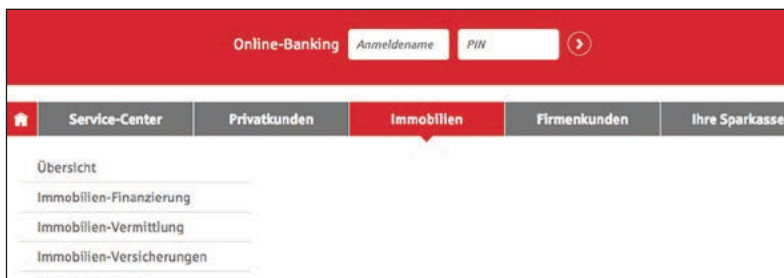 Online-Banking Anmeldename PIN
Service-Center Privatkunden Immobilien Firmenkunden Ihre Sparkasse
Übersicht
Immobilien-Finanzierung
Immobilien-Vermittlung
Immobilien-Versicherungen